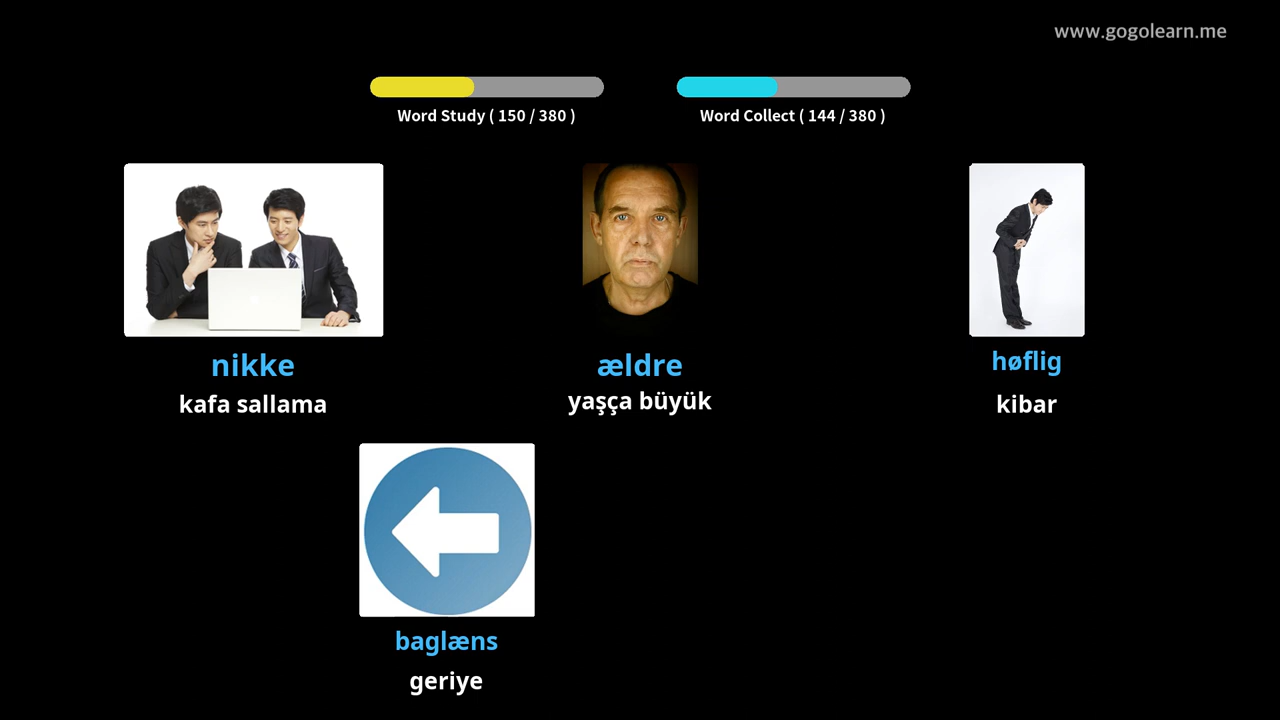 www.gogolearn.me
Word Study ( 150 / 380 )
Word Collect ( 144 / 380 )
nikke
kafa sallama
ældre
yaşça büyük
høflig
kibar
baglæns
geriye